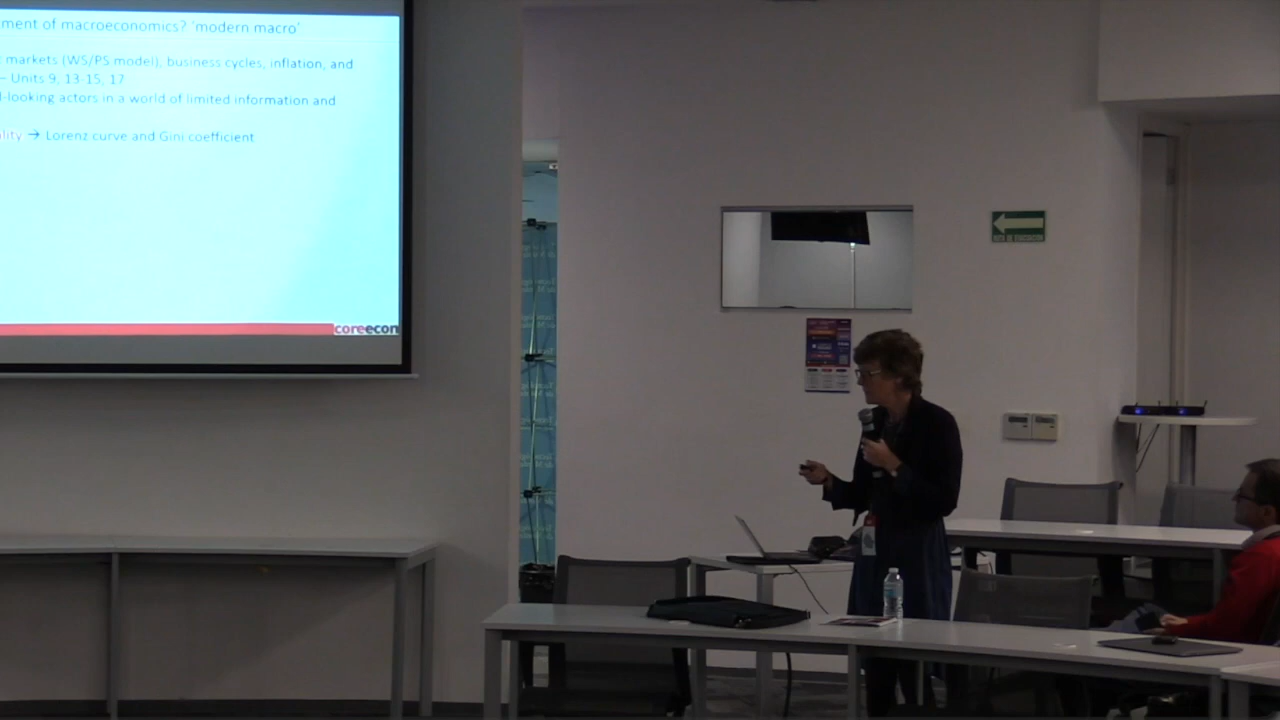 ment of macroeconomics? 'modern macro'
markets (WS/PS model), business cycles, inflation, and
– Units 9, 13-15, 17
-looking actors in a world of limited information and
lity → Lorenz curve and Gini coefficient
coreecon